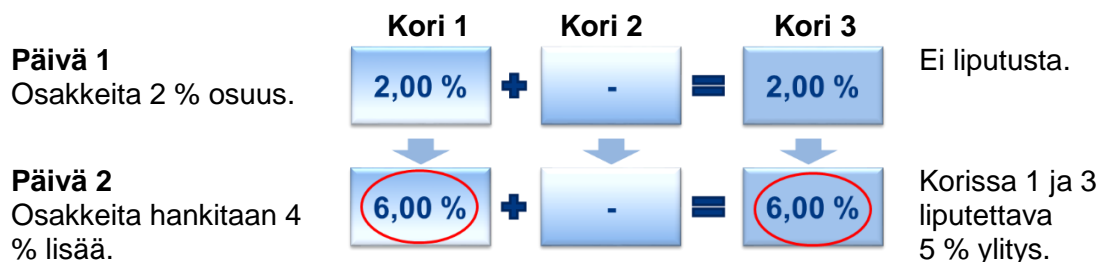 Kori 1 Kori 2 Kori 3
Päivä 1
Osakkeita 2 % osuus.
2,00 % + - = 2,00 %
Ei liputusta.
Päivä 2
Osakkeita hankitaan 4
% lisää.
6,00 % + - = 6,00 %
Korissa 1 ja 3
liputettava
5 % ylitys.